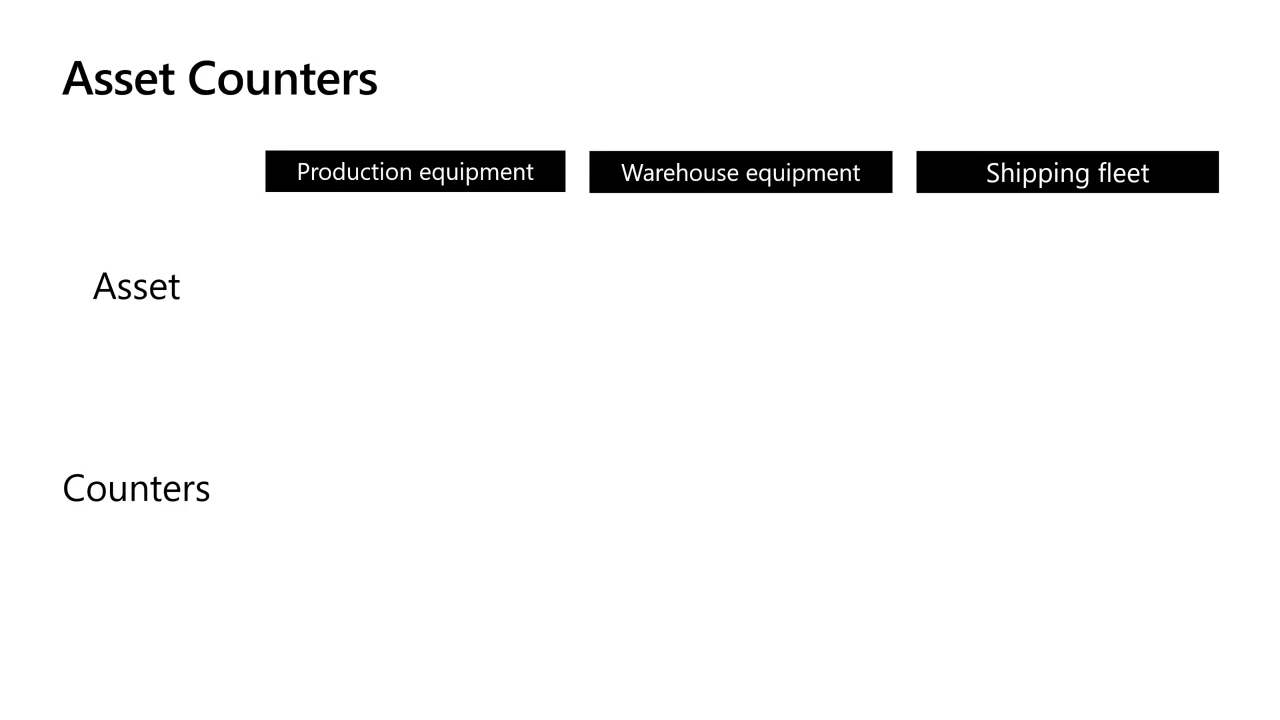 Asset Counters
Production equipment
Warehouse equipment
Shipping fleet
Asset
Counters